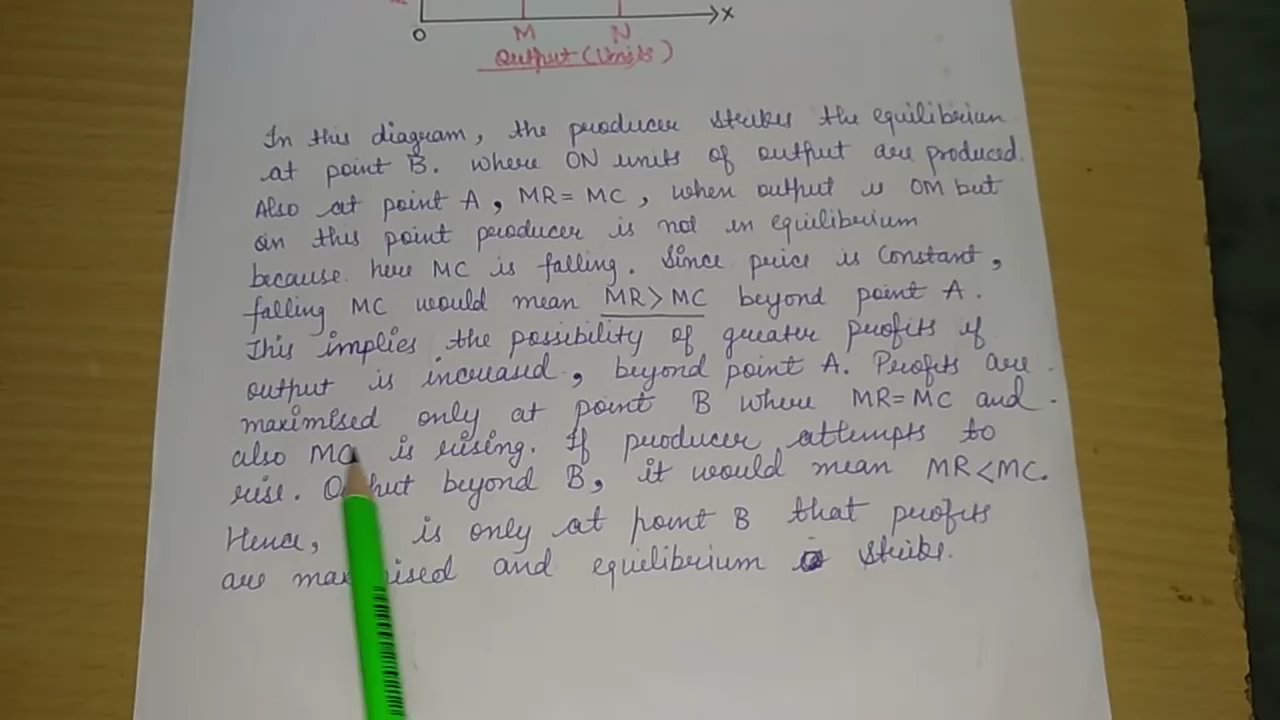 O M N X
Output (Units)
In this diagram, the producer strikes the equilibrium
at point B. where ON units of output are produced.
Also at point A, MR = MC, when output is OM but
on this point producer is not in equilibrium
because here MC is falling. Since price is constant,
falling MC would mean MR > MC beyond point A.
This implies the possibility of greater profits if
output is increased, beyond point A. Profits are
maximised only at point B where MR = MC and
also MC is rising. If producer attempts to
rise. Output beyond B, it would mean MR < MC.
Hence, is only at point B that profits
are maximised and equilibrium strike.